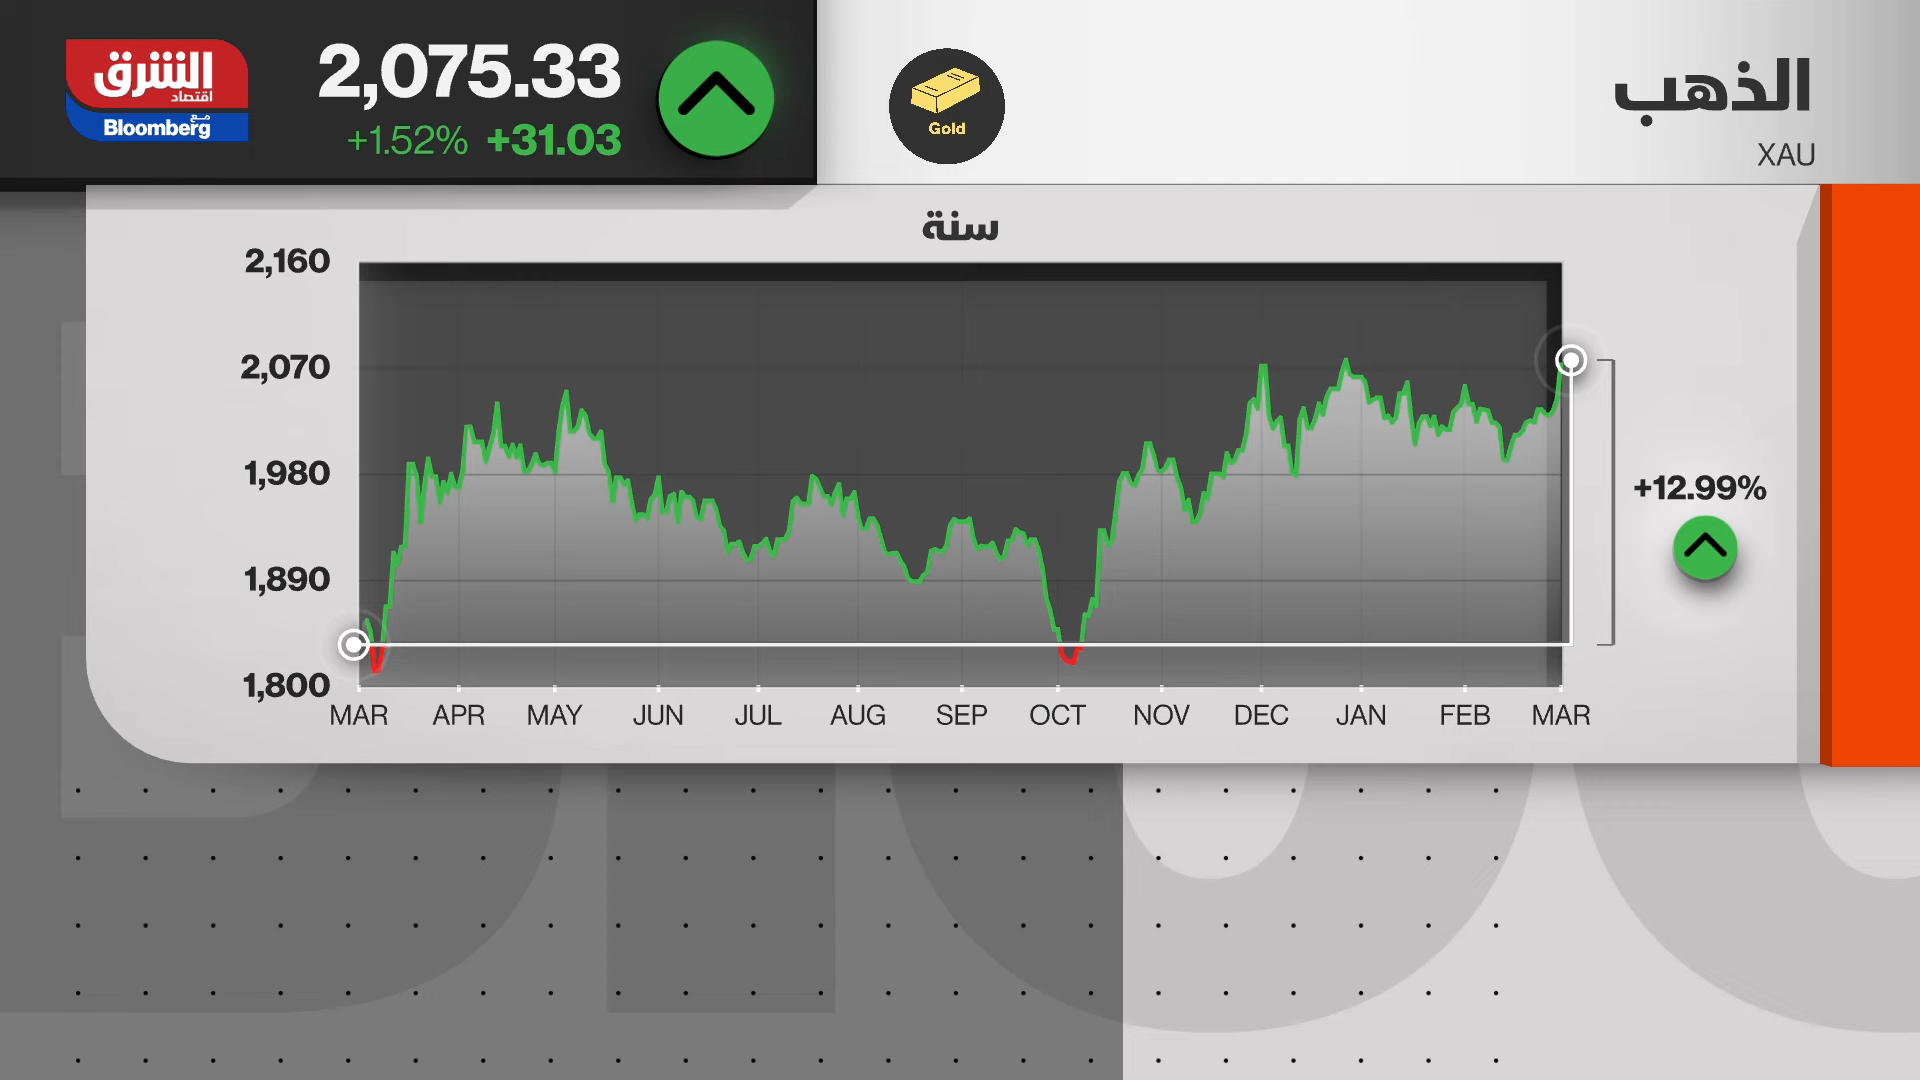 الشرق
اقتصاد
مع
Bloomberg
2,075.33
+1.52% +31.03
Gold
الذهب
XAU
سنة
2,160
2,070
1,980
1,890
1,800
MAR APR MAY JUN JUL AUG SEP OCT NOV DEC JAN FEB MAR
+12.99%